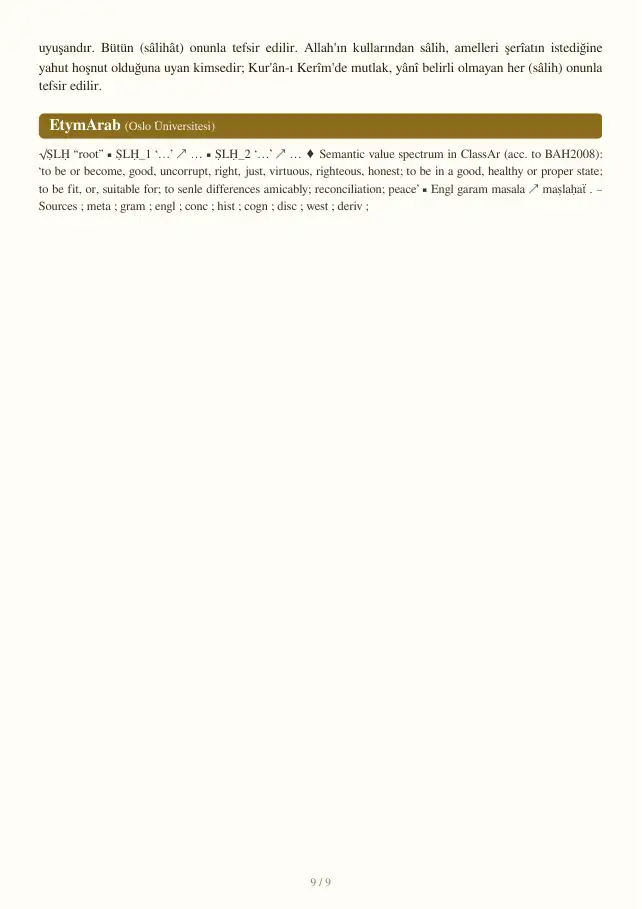 uyuşandır. Bütün (sâlihât) onunla tefsir edilir. Allah'ın kullarından sâlih, amelleri şerîatın istediğine
yahut hoşnut olduğuna uyan kimsedir; Kur'ân-ı Kerîm'de mutlak, yânî belirli olmayan her (sâlih) onunla
tefsir edilir.
EtymArab (Oslo Üniversitesi)
√ṢLḤ “root” ▪ ṢLḤ_1 ‘…’ ↗ … ▪ ṢLḤ_2 ‘…’ ↗ … ♦ Semantic value spectrum in ClassAr (acc. to BAH2008):
‘to be or become, good, uncorrupt, right, just, virtuous, righteous, honest; to be in a good, healthy or proper state;
to be fit, or, suitable for; to senle differences amicably; reconciliation; peace’ ▪ Engl garam masala ↗ maṣlaḥaẗ . –
Sources ; meta ; gram ; engl ; conc ; hist ; cogn ; disc ; west ; deriv ;
9 / 9